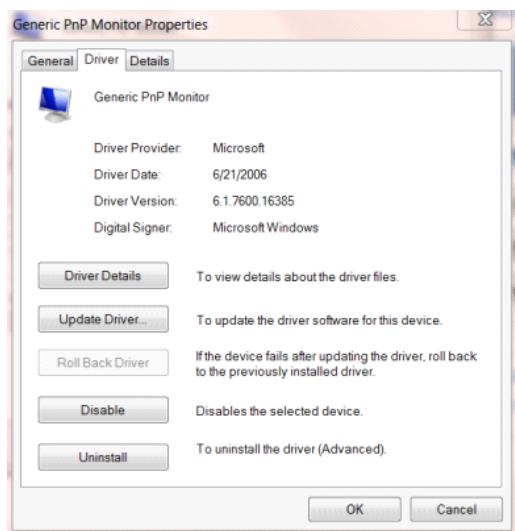 Generic PnP Monitor Properties
General Driver Details
Generic PnP Monitor
Driver Provider: Microsoft
Driver Date: 6/21/2006
Driver Version: 6.1.7600.16385
Digital Signer: Microsoft Windows
Driver Details To view details about the driver files.
Update Driver... To update the driver software for this device.
Roll Back Driver If the device fails after updating the driver, roll back
to the previously installed driver.
Disable Disables the selected device.
Uninstall To uninstall the driver (Advanced).
OK Cancel